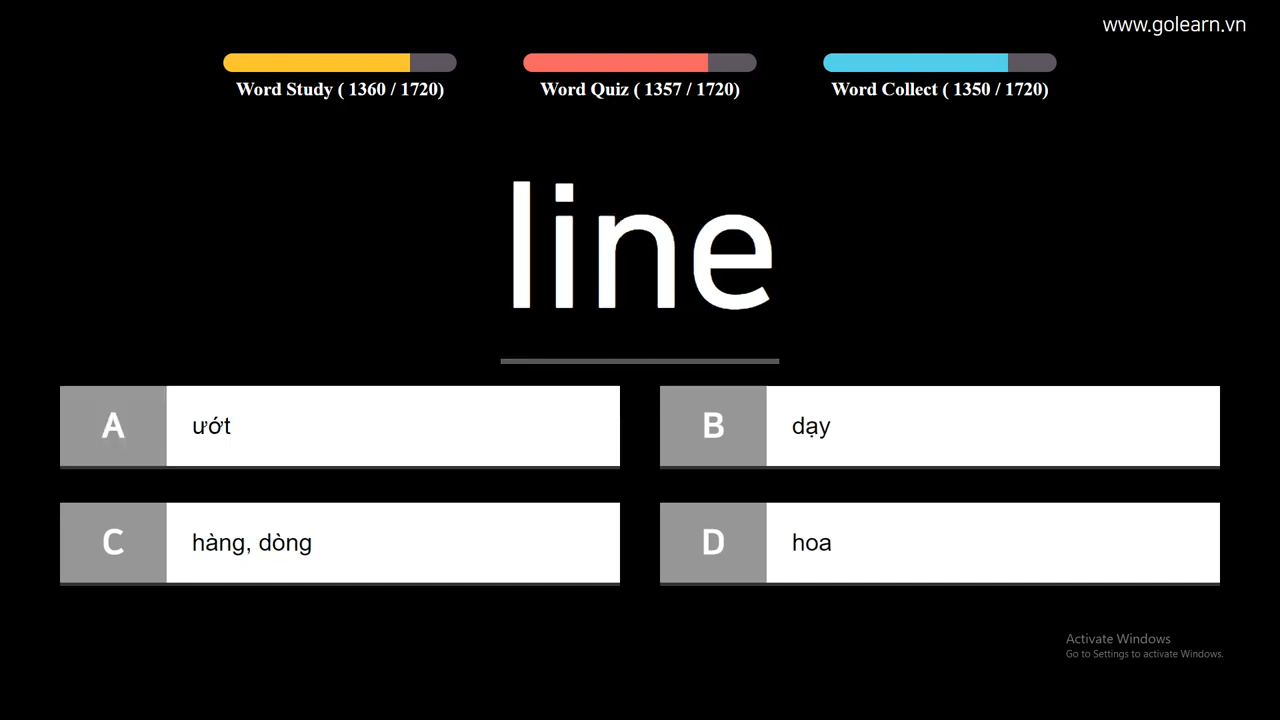 www.golearn.vn
Word Study ( 1360 / 1720)
Word Quiz ( 1357 / 1720)
Word Collect ( 1350 / 1720)
line
A ướt
B dạy
C hàng, dòng
D hoa
Activate Windows
Go to Settings to activate Windows.